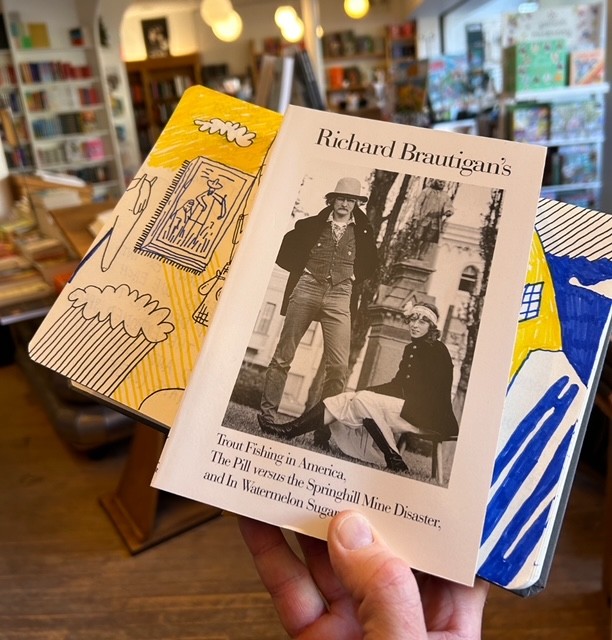 Richard Brautigan's
Trout Fishing in America,
The Pill versus the Springhill Mine Disaster,
and In Watermelon Sugar